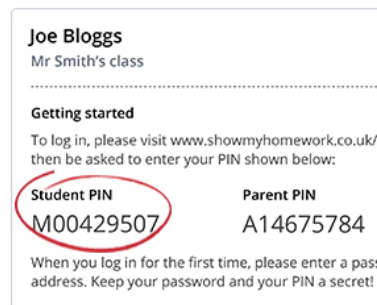 Joe Bloggs
Mr Smith's class
Getting started
To log in, please visit www.showmyhomework.co.uk/
then be asked to enter your PIN shown below:
Student PIN Parent PIN
M00429507 A14675784
When you log in for the first time, please enter a pas
address. Keep your password and your PIN a secret!